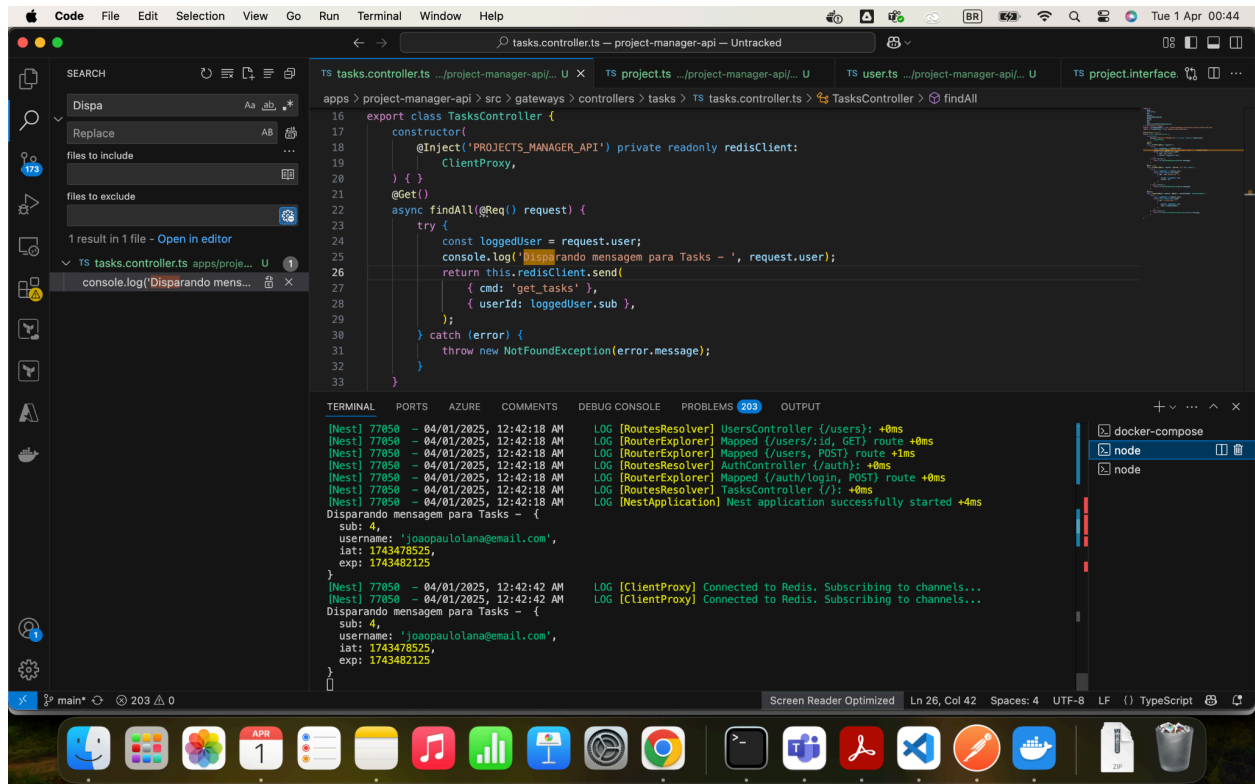 Code File Edit Selection View Go Run Terminal Window Help BR Tue 1 Apr 00:44
tasks.controller.ts — project-manager-api — Untracked
SEARCH
Dispa Aa ab .*
Replace AB
files to include
files to exclude
1 result in 1 file - Open in editor
TS tasks.controller.ts apps/proje... U 1
console.log('Disparando mens...
173
1
TS tasks.controller.ts .../project-manager-api/... U TS project.ts .../project-manager-api/... U TS user.ts .../project-manager-api/... U TS project.interface.
apps > project-manager-api > src > gateways > controllers > tasks > TS tasks.controller.ts > TasksController > findAll
16 export class TasksController {
17 constructor(
18 @Inject('PROJECTS_MANAGER_API') private readonly redisClient:
19 ClientProxy,
20 ) { }
21 @Get()
22 async findAll(@Req() request) {
23 try {
24 const loggedUser = request.user;
25 console.log('Disparando mensagem para Tasks - ', request.user);
26 return this.redisClient.send(
27 { cmd: 'get_tasks' },
28 { userId: loggedUser.sub },
29 );
30 } catch (error) {
31 throw new NotFoundException(error.message);
32 }
33 }
TERMINAL PORTS AZURE COMMENTS DEBUG CONSOLE PROBLEMS 203 OUTPUT
[Nest] 77050 - 04/01/2025, 12:42:18 AM LOG [RoutesResolver] UsersController {/users}: +0ms
[Nest] 77050 - 04/01/2025, 12:42:18 AM LOG [RouterExplorer] Mapped {/users/:id, GET} route +0ms
[Nest] 77050 - 04/01/2025, 12:42:18 AM LOG [RouterExplorer] Mapped {/users, POST} route +1ms
[Nest] 77050 - 04/01/2025, 12:42:18 AM LOG [RoutesResolver] AuthController {/auth}: +0ms
[Nest] 77050 - 04/01/2025, 12:42:18 AM LOG [RouterExplorer] Mapped {/auth/login, POST} route +0ms
[Nest] 77050 - 04/01/2025, 12:42:18 AM LOG [RoutesResolver] TasksController {/}: +0ms
[Nest] 77050 - 04/01/2025, 12:42:18 AM LOG [NestApplication] Nest application successfully started +4ms
Disparando mensagem para Tasks - {
sub: 4,
username: 'joaopaulolana@email.com',
iat: 1743478525,
exp: 1743482125
}
[Nest] 77050 - 04/01/2025, 12:42:42 AM LOG [ClientProxy] Connected to Redis. Subscribing to channels...
[Nest] 77050 - 04/01/2025, 12:42:42 AM LOG [ClientProxy] Connected to Redis. Subscribing to channels...
Disparando mensagem para Tasks - {
sub: 4,
username: 'joaopaulolana@email.com',
iat: 1743478525,
exp: 1743482125
}
docker-compose
node
node
main* 203 0 Screen Reader Optimized Ln 26, Col 42 Spaces: 4 UTF-8 LF {} TypeScript
APR
1
ZIP